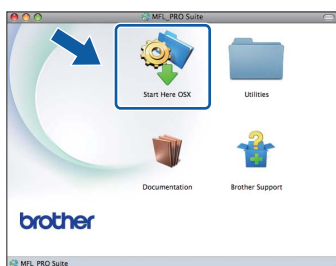 MFL_PRO Suite
Start Here OSX
Utilities
Documentation
Brother Support
brother
MFL_PRO Suite